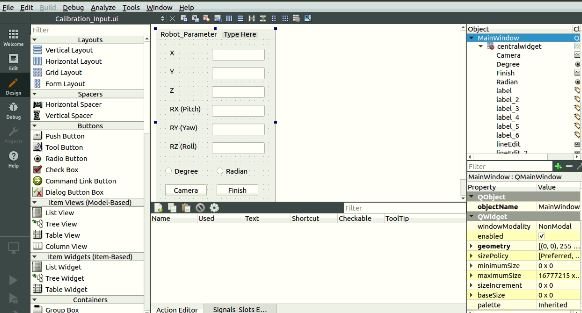 File Edit Build Debug Analyze Tools Window Help
Calibration_Input.ui
Filter
Layouts
Vertical Layout
Horizontal Layout
Grid Layout
Form Layout
Spacers
Horizontal Spacer
Vertical Spacer
Buttons
Push Button
Tool Button
Radio Button
Check Box
Command Link Button
Dialog Button Box
Item Views (Model-Based)
List View
Tree View
Table View
Column View
Item Widgets (Item-Based)
List Widget
Tree Widget
Table Widget
Containers
Group Box
Welcome
Edit
Design
Debug
Projects
Help
Robot_Parameter Type Here
X
Y
Z
RX (Pitch)
RY (Yaw)
RZ (Roll)
Degree Radian
Camera Finish
Filter
Name Used Text Shortcut Checkable ToolTip
Action Editor Signals Slots E...
Object Cl
MainWindow
centralwidget
Camera
Degree
Finish
Radian
label
label_2
label_3
label_4
label_5
label_6
lineEdit
lineEdit_2
Filter
MainWindow : QMainWindow
Property Value
QObject
objectName MainWindow
QWidget
windowModality NonModal
enabled
geometry [(0, 0), 255 ...
sizePolicy [Preferred, ...
minimumSize 0 x 0
maximumSize 16777215 x...
sizeIncrement 0 x 0
baseSize 0 x 0
palette Inherited